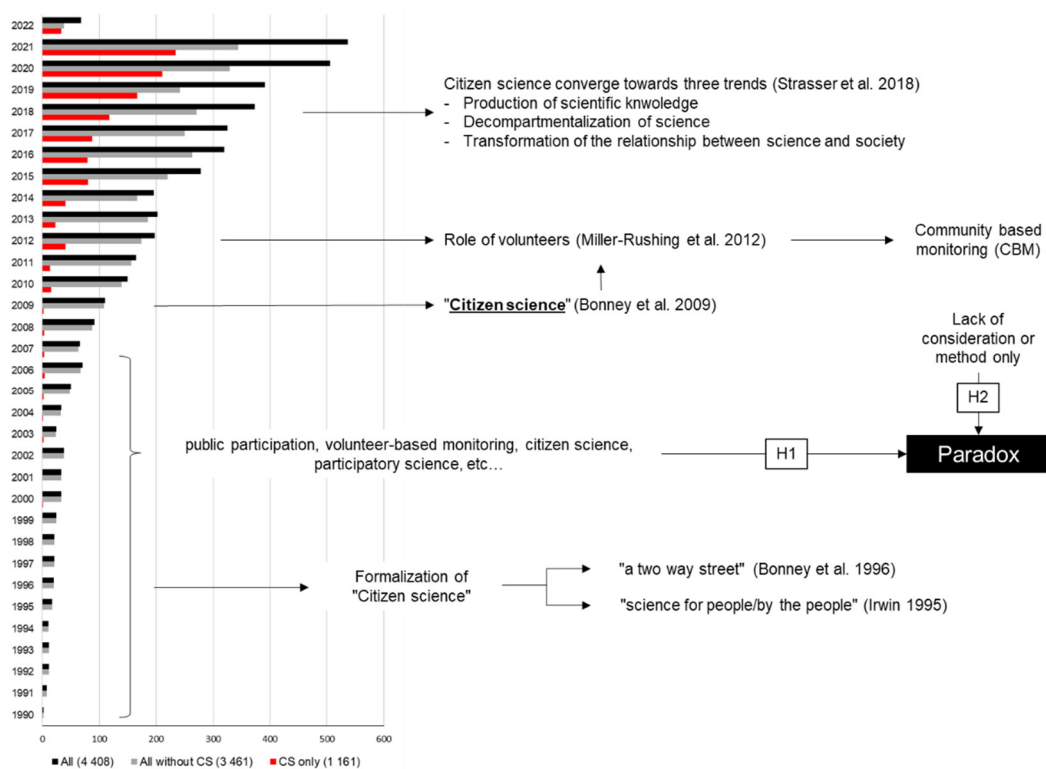 2022
2021
2020
2019
2018
2017
2016
2015
2014
2013
2012
2011
2010
2009
2008
2007
2006
2005
2004
2003
2002
2001
2000
1999
1998
1997
1996
1995
1994
1993
1992
1991
1990
0 100 200 300 400 500 600
All (4 408) All without CS (3 461) CS only (1 161)
Citizen science converge towards three trends (Strasser et al. 2018)
- Production of scientific knwoledge
- Decompartmentalization of science
- Transformation of the relationship between science and society
Role of volunteers (Miller-Rushing et al. 2012)
Community based
monitoring (CBM)
"Citizen science" (Bonney et al. 2009)
Lack of
consideration or
method only
H2
public participation, volunteer-based monitoring, citizen science,
participatory science, etc…
H1
Paradox
Formalization of
"Citizen science"
"a two way street" (Bonney et al. 1996)
"science for people/by the people" (Irwin 1995)